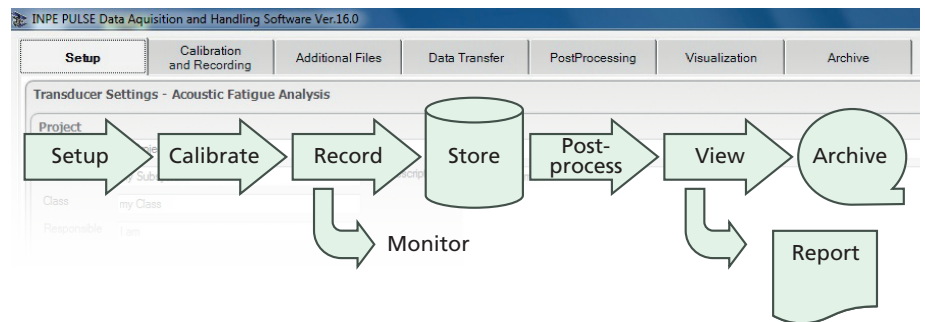 INPE PULSE Data Aquisition and Handling Software Ver.16.0
Setup
Calibration
and Recording
Additional Files
Data Transfer
PostProcessing
Visualization
Archive
Transducer Settings - Acoustic Fatigue Analysis
Project
Setup
Calibrate
Record
Store
Post-
process
View
Archive
Class my Class
Responsible I am
Monitor
Report